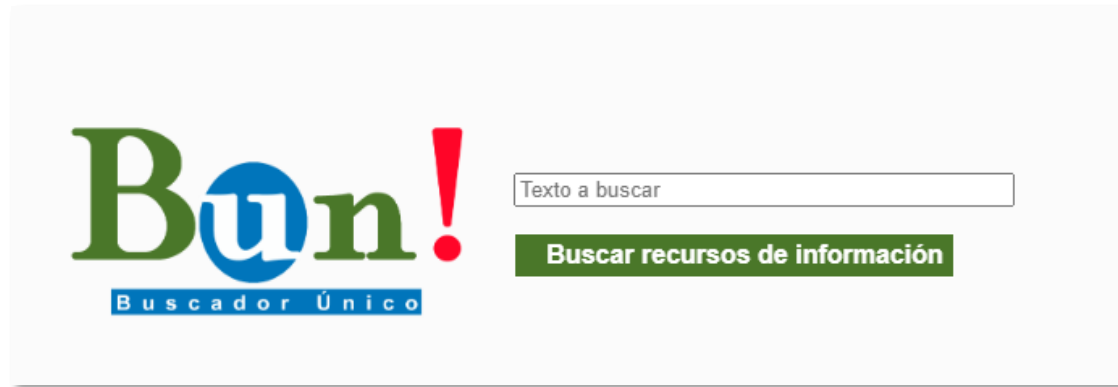 Bun!
Buscador Único
Texto a buscar
Buscar recursos de información